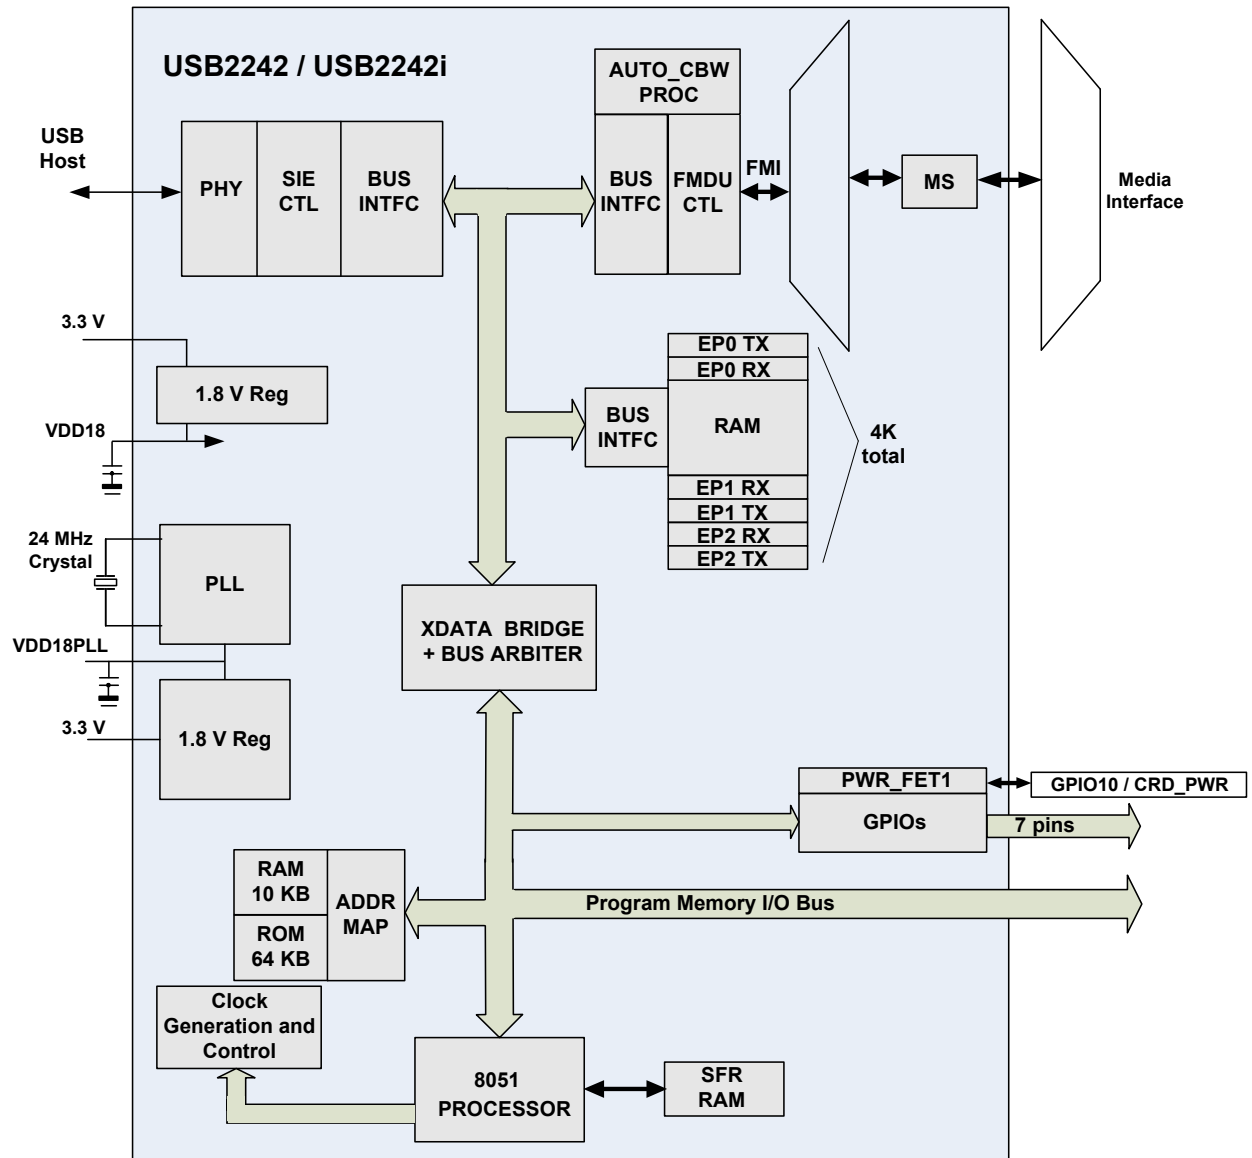 USB2242 / USB2242i
USB
Host
PHY
SIE
CTL
BUS
INTFC
AUTO_CBW
PROC
BUS
INTFC
FMDU
CTL
FMI
MS
Media
Interface
3.3 V
1.8 V Reg
VDD18
EP0 TX
EP0 RX
BUS
INTFC
RAM
4K
total
EP1 RX
EP1 TX
EP2 RX
EP2 TX
24 MHz
Crystal
PLL
XDATA BRIDGE
+ BUS ARBITER
VDD18PLL
3.3 V
1.8 V Reg
PWR_FET1
GPIO10 / CRD_PWR
GPIOs
7 pins
RAM
10 KB
ADDR
MAP
ROM
64 KB
Program Memory I/O Bus
Clock
Generation and
Control
8051
PROCESSOR
SFR
RAM